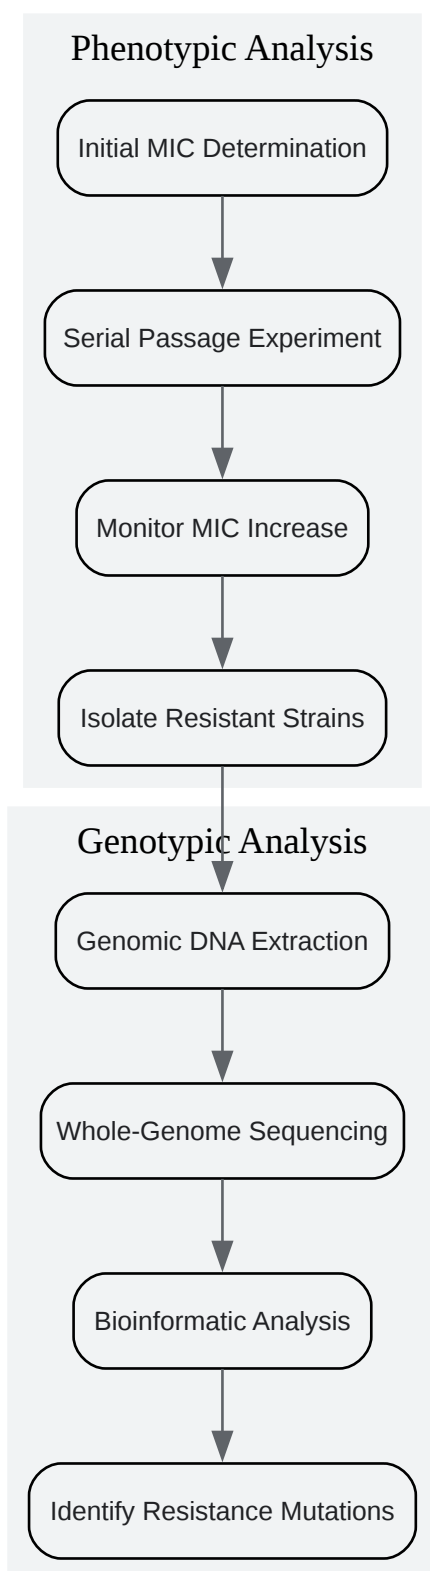 Phenotypic Analysis
Initial MIC Determination
Serial Passage Experiment
Monitor MIC Increase
Isolate Resistant Strains
Genotypic Analysis
Genomic DNA Extraction
Whole-Genome Sequencing
Bioinformatic Analysis
Identify Resistance Mutations